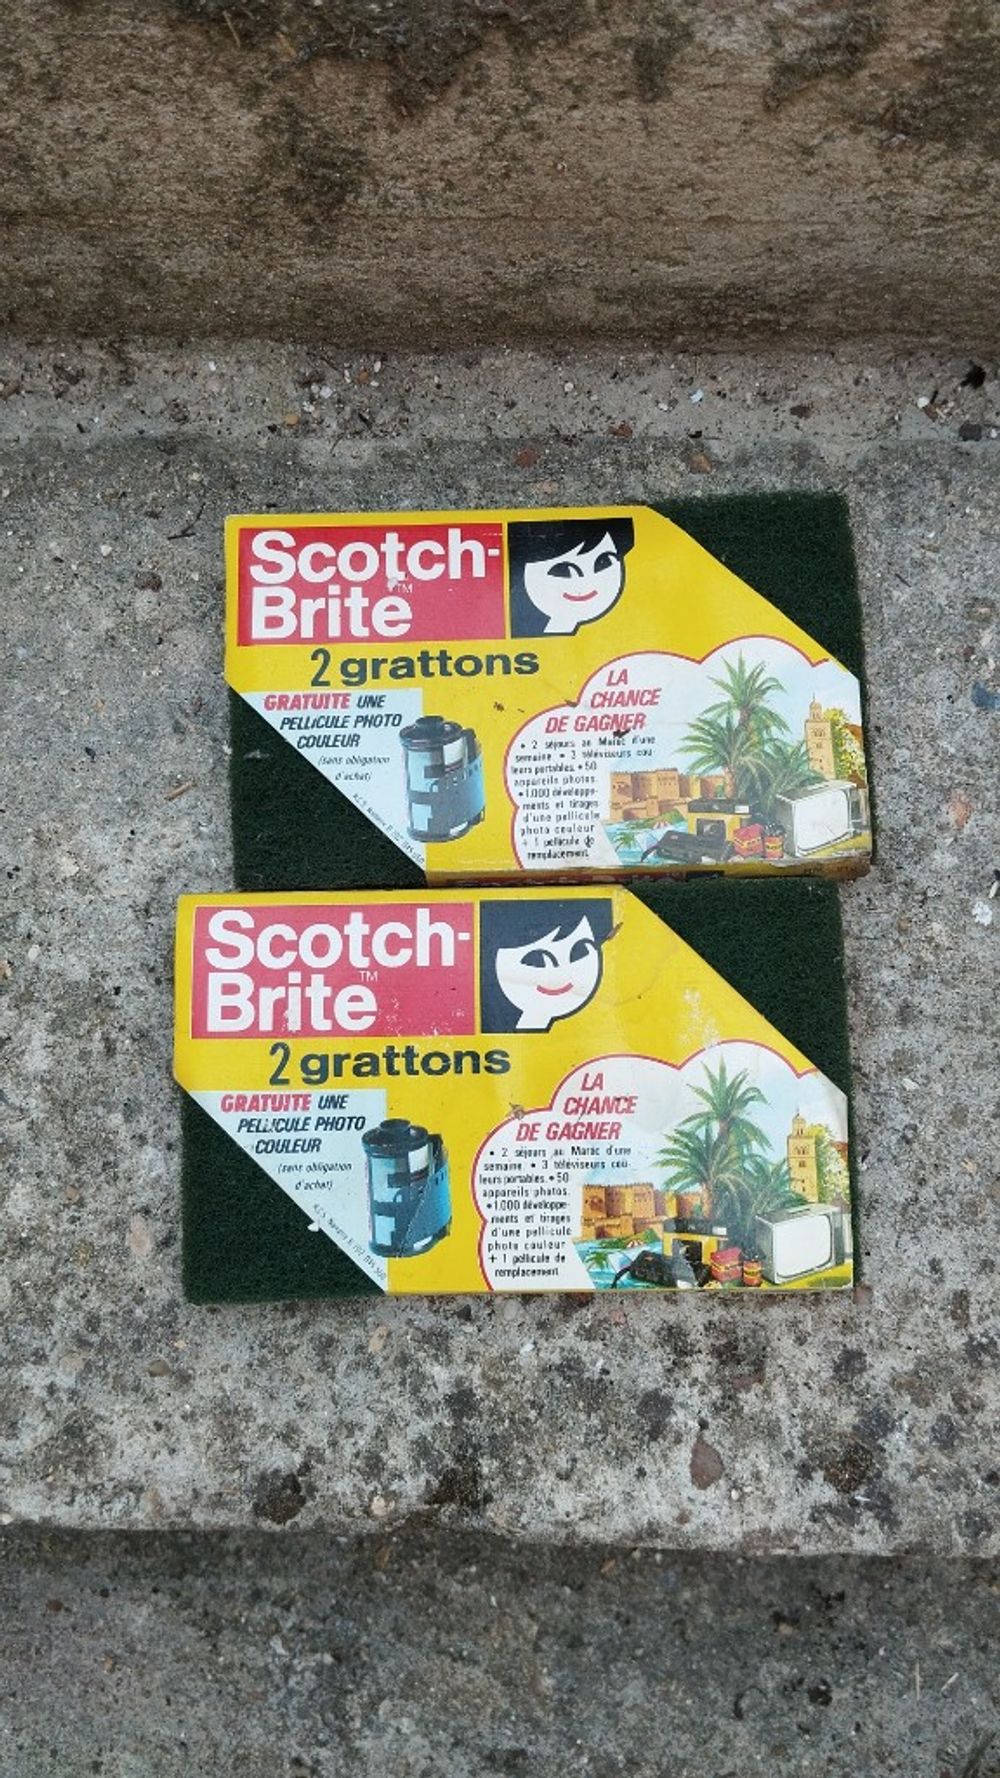 Scotch-
Brite™
2 grattons
GRATUITE UNE
PELLICULE PHOTO
COULEUR
(sans obligation
d'achat)
LA
CHANCE
DE GAGNER
• 2 séjours au Maroc d'une
semaine • 3 téléviseurs cou-
leurs portables. • 50
appareils photos.
• 1.000 développe-
ments et tirages
d'une pellicule
photo couleur
+ 1 pellicule de
remplacement
Scotch-
Brite™
2 grattons
GRATUITE UNE
PELLICULE PHOTO
COULEUR
(sans obligation
d'achat)
LA
CHANCE
DE GAGNER
• 2 séjours au Maroc d'une
semaine • 3 téléviseurs cou-
leurs portables. • 50
appareils photos.
• 1.000 développe-
ments et tirages
d'une pellicule
photo couleur
+ 1 pellicule de
remplacement